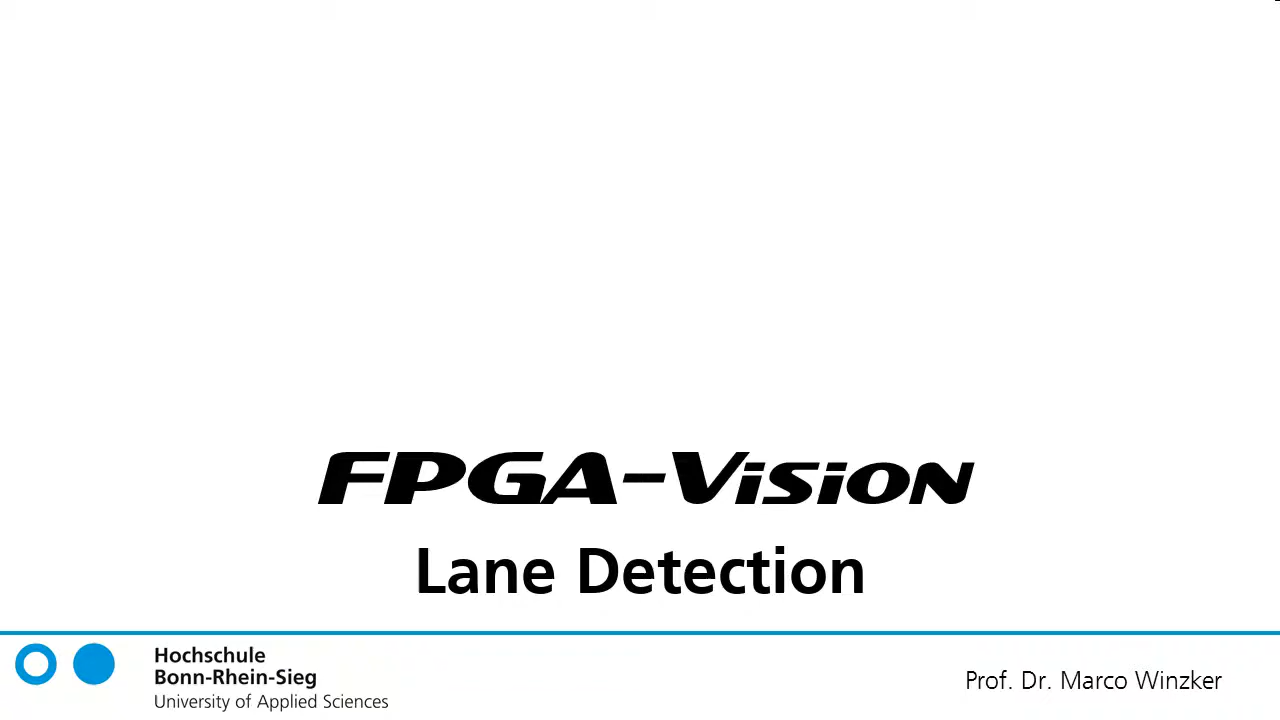 FPGA-Vision
Lane Detection
Hochschule
Bonn-Rhein-Sieg
University of Applied Sciences
Prof. Dr. Marco Winzker